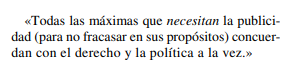 «Todas las máximas que necesitan la publici-
dad (para no fracasar en sus propósitos) concuer-
dan con el derecho y la política a la vez.»